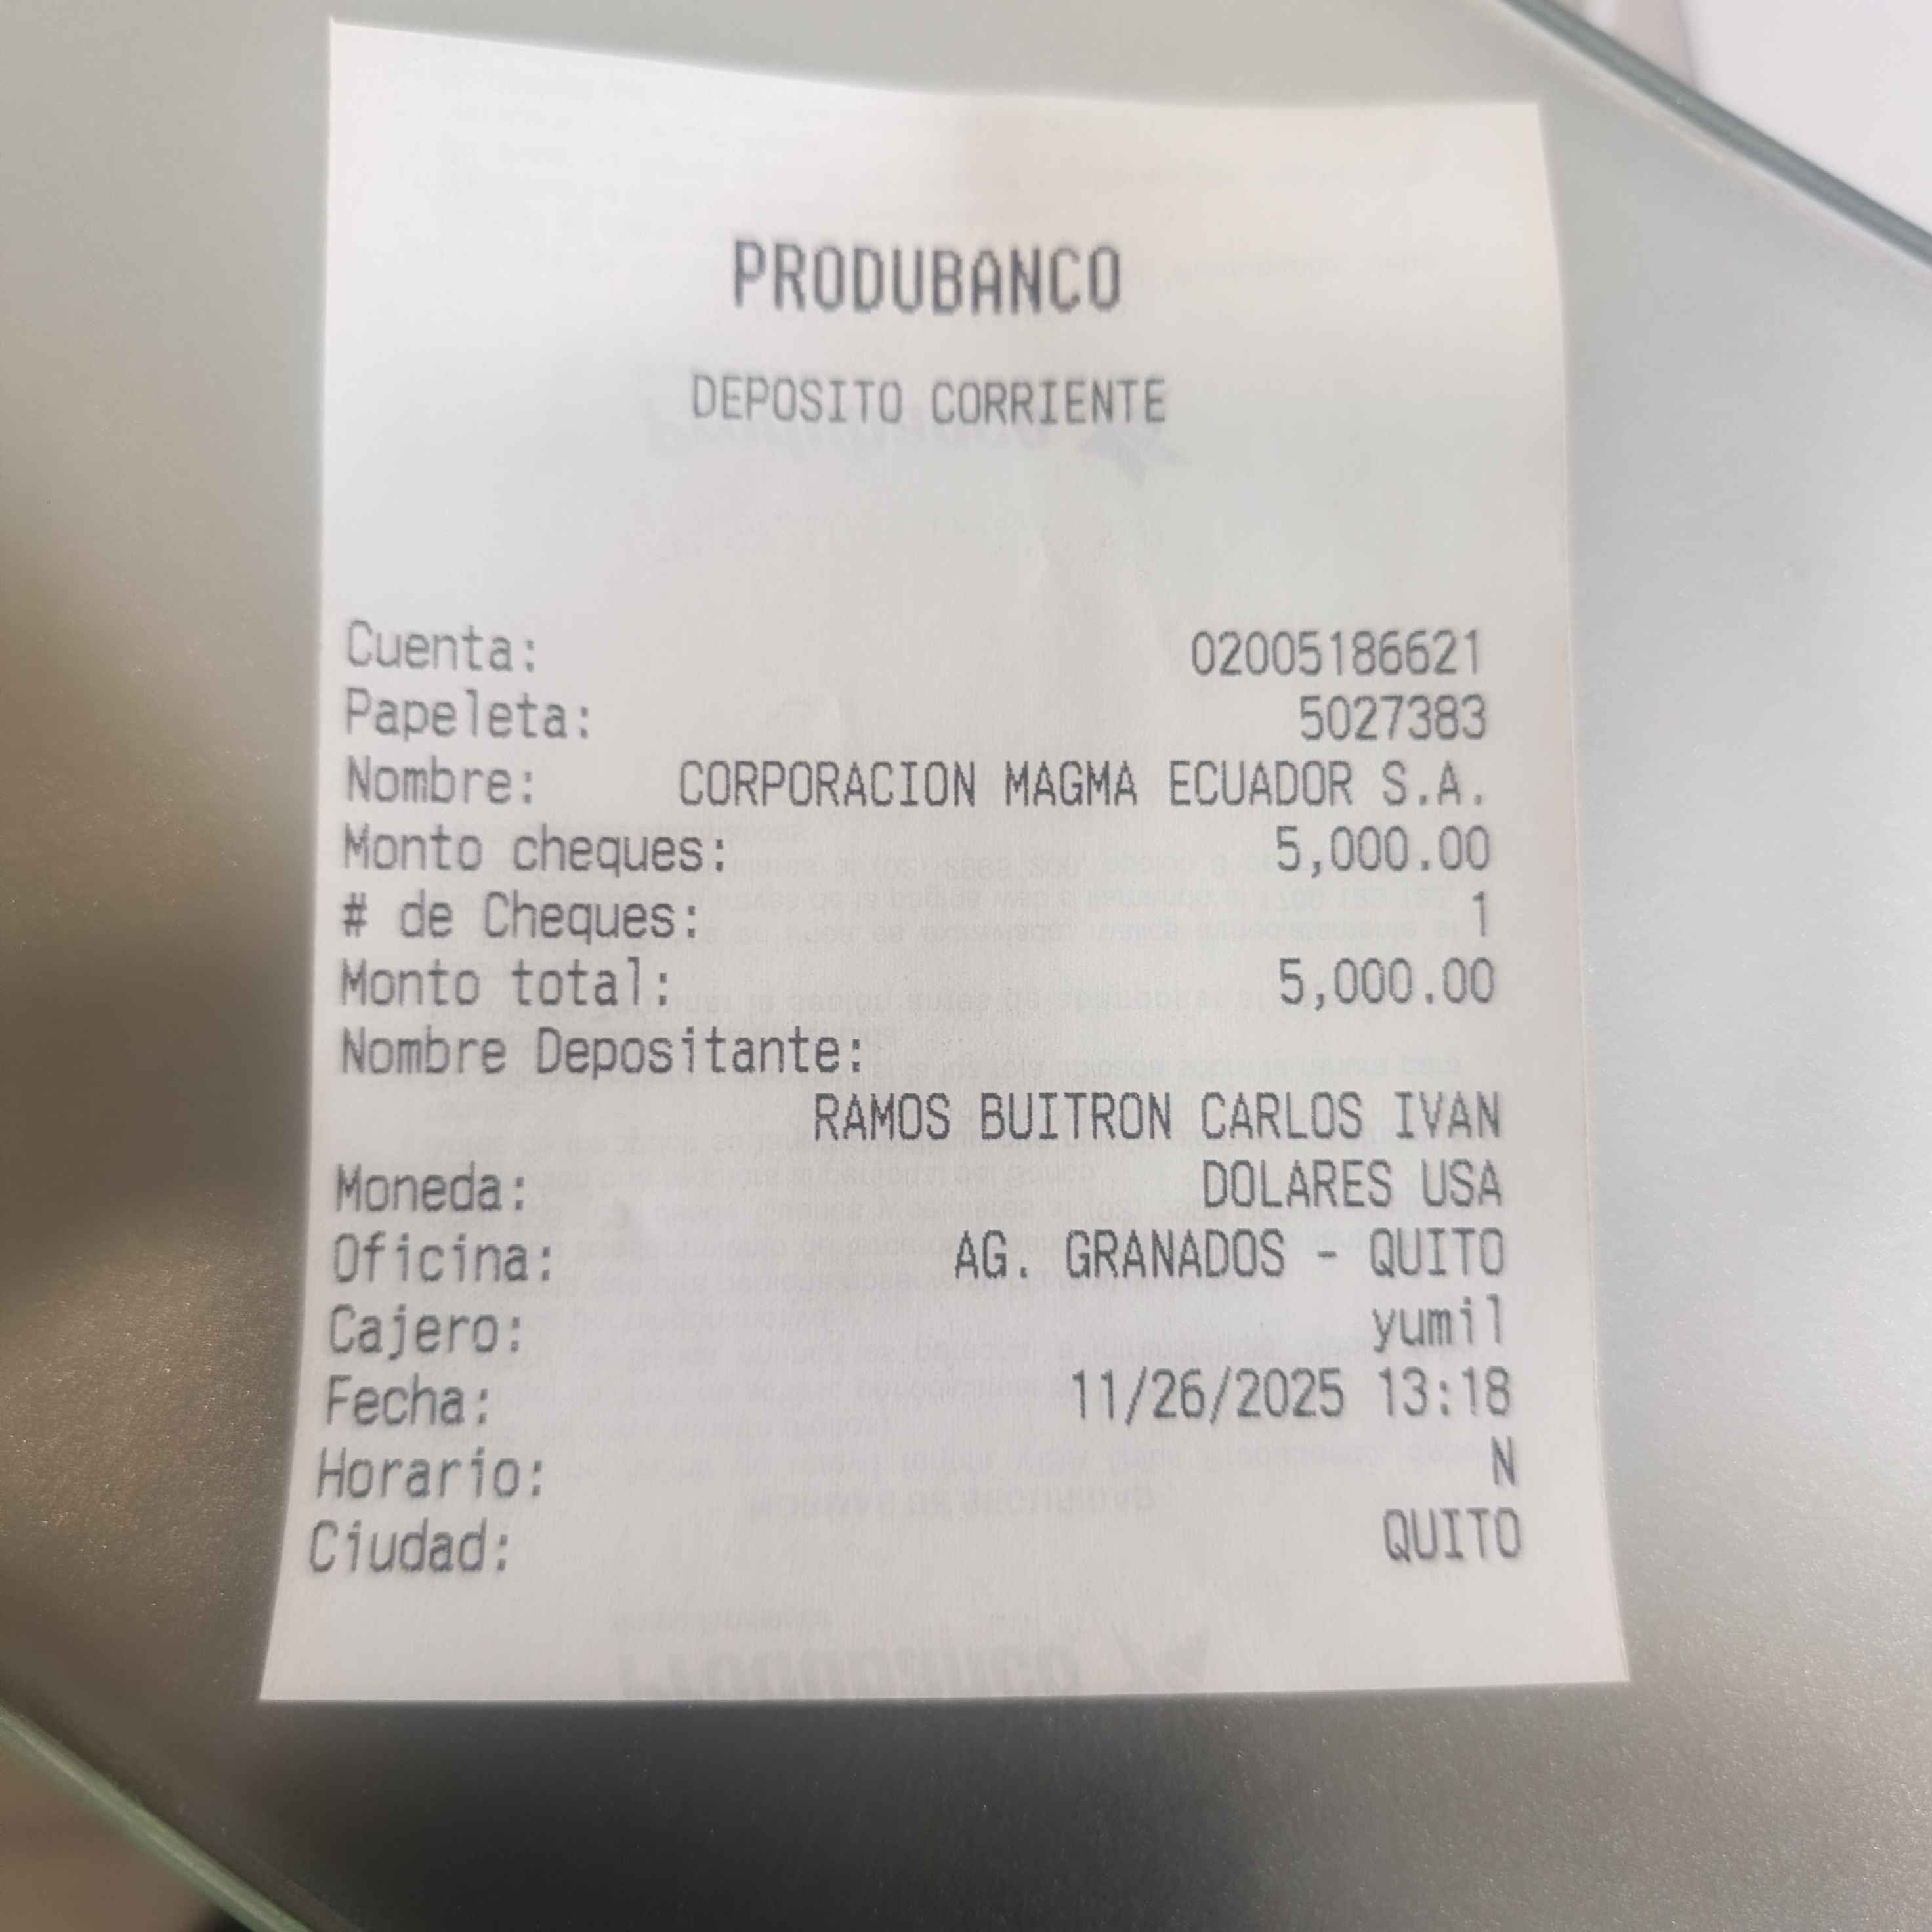 PRODUBANCO
DEPOSITO CORRIENTE
Cuenta: 02005186621
Papeleta: 5027383
Nombre: CORPORACION MAGMA ECUADOR S.A.
Monto cheques: 5,000.00
# de Cheques: 1
Monto total: 5,000.00
Nombre Depositante:
RAMOS BUITRON CARLOS IVAN
Moneda: DOLARES USA
Oficina: AG. GRANADOS - QUITO
Cajero: yumil
Fecha: 11/26/2025 13:18
Horario: N
Ciudad: QUITO